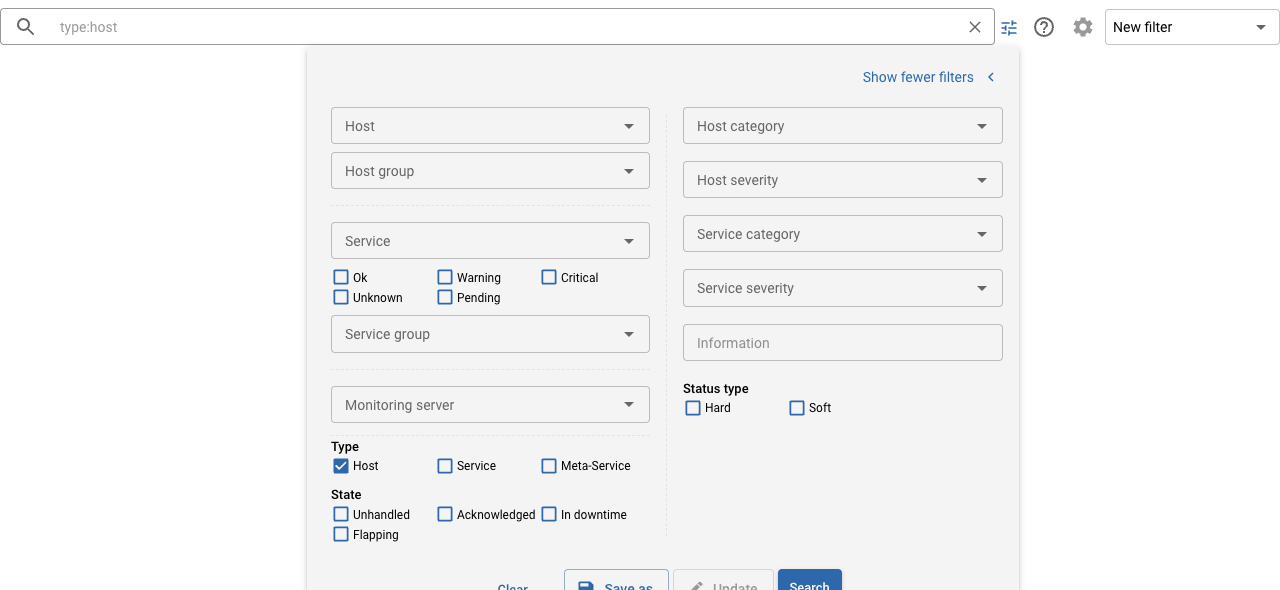 type:host
New filter
Show fewer filters
Host
Host group
Service
Ok Warning Critical
Unknown Pending
Service group
Monitoring server
Type
Host Service Meta-Service
State
Unhandled Acknowledged In downtime
Flapping
Host category
Host severity
Service category
Service severity
Information
Status type
Hard Soft
Clear Save as Update Search